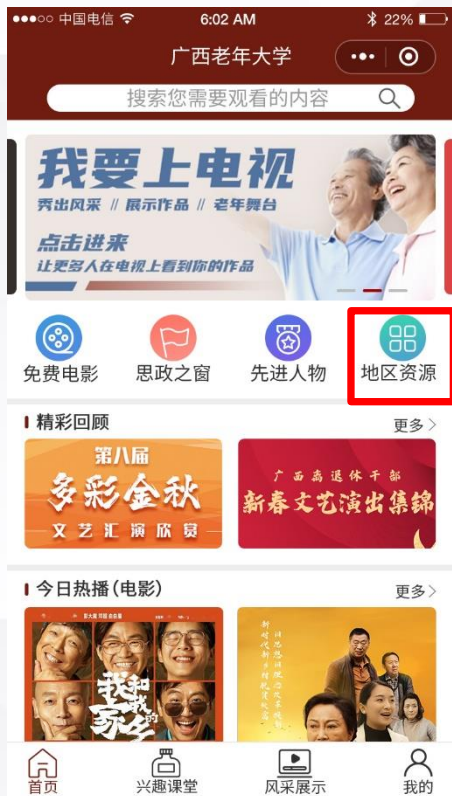 中国电信
6:02 AM
22%
广西老年大学
搜索您需要观看的内容
我要上电视
秀出风采 // 展示作品 // 老年舞台
点击进来
让更多人在电视上看到你的作品
免费电影
思政之窗
先进人物
地区资源
精彩回顾
更多
第八届
多彩金秋
文艺汇演欣赏
广西离退休干部
新春文艺演出集锦
今日热播(电影)
更多
我和我的家乡
首页
兴趣课堂
风采展示
我的